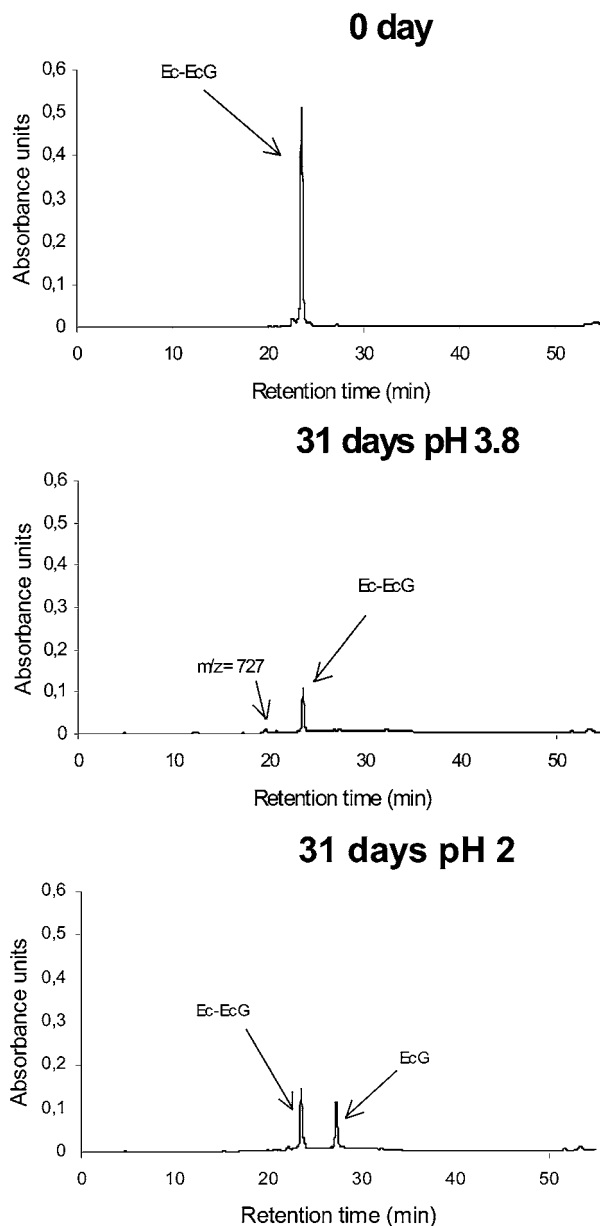 0 day
Ec-EcG
0,6
0,5
0,4
0,3
0,2
0,1
0
Absorbance units
0 10 20 30 40 50
Retention time (min)
31 days pH 3.8
0,6
0,5
0,4
0,3
0,2
0,1
0
Absorbance units
Ec-EcG
m/z= 727
0 10 20 30 40 50
Retention time (min)
31 days pH 2
0,6
0,5
0,4
0,3
0,2
0,1
0
Absorbance units
Ec-EcG
EcG
0 10 20 30 40 50
Retention time (min)